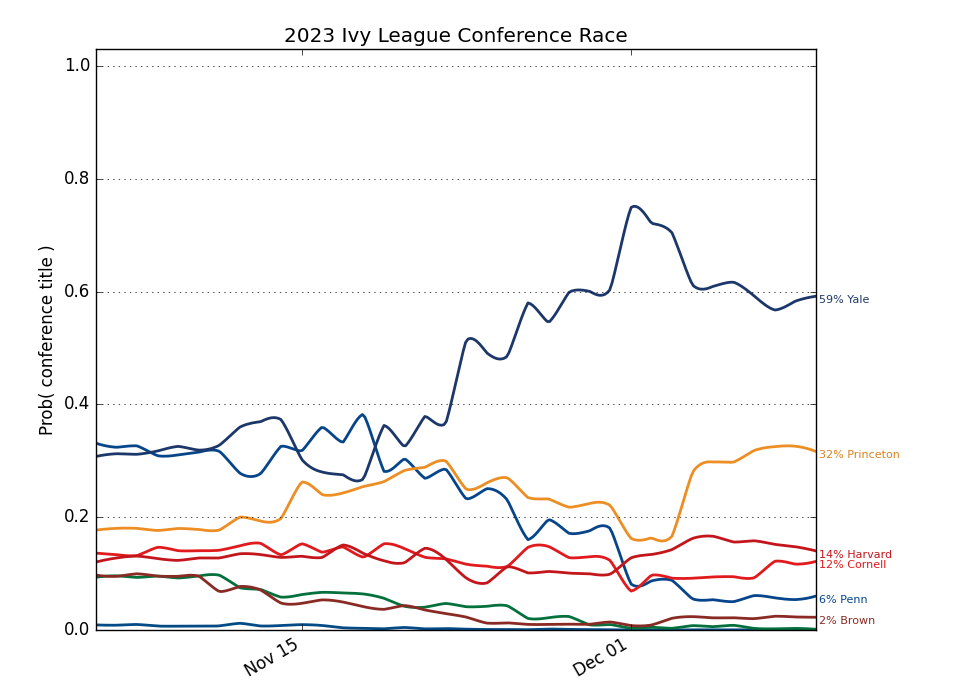 2023 Ivy League Conference Race
Prob( conference title )
1.0
0.8
0.6
0.4
0.2
0.0
59% Yale
32% Princeton
14% Harvard
12% Cornell
6% Penn
2% Brown
Nov 15
Dec 01